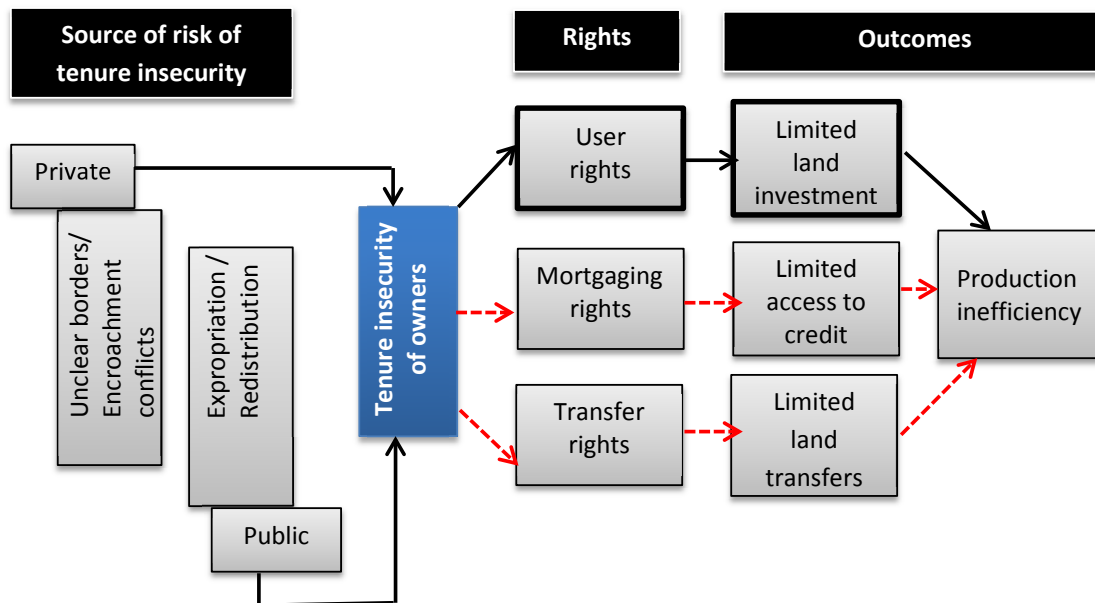 Source of risk of
tenure insecurity
Rights
Outcomes
Private
Unclear borders/
Encroachment
conflicts
Expropriation /
Redistribution
Public
Tenure insecurity
of owners
User
rights
Limited
land
investment
Mortgaging
rights
Limited
access to
credit
Production
inefficiency
Transfer
rights
Limited
land
transfers